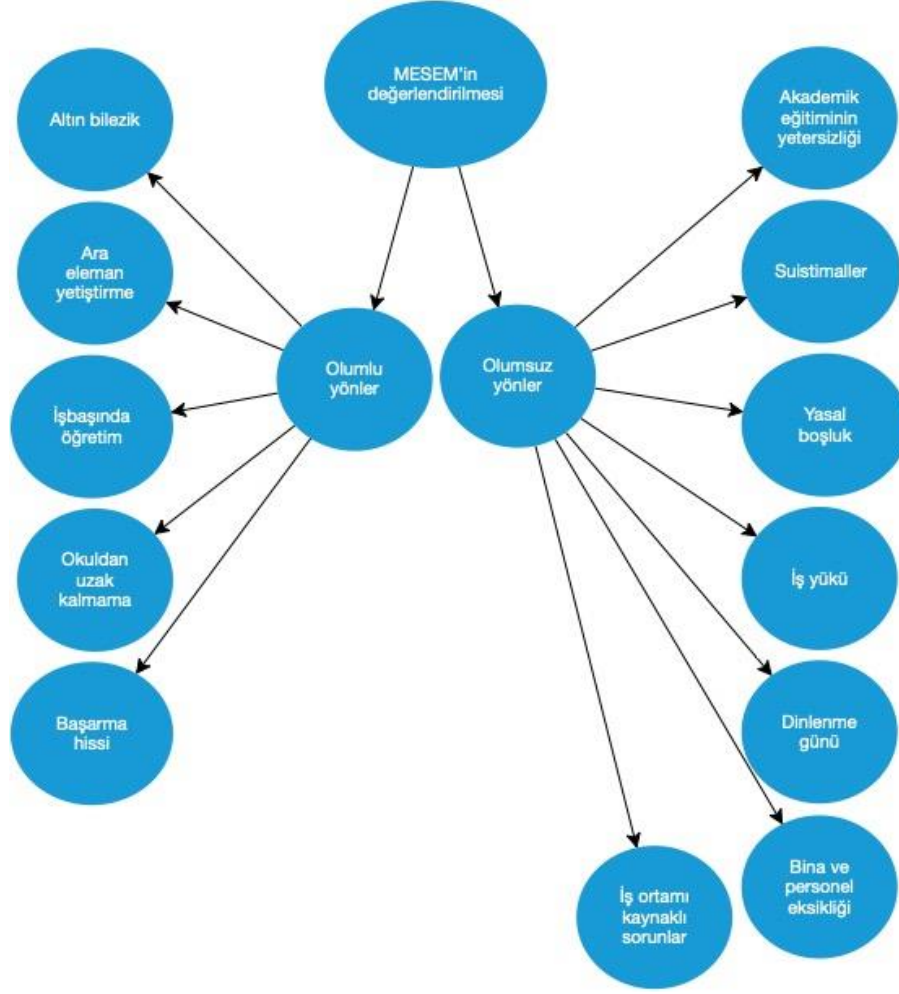 MESEM'in
değerlendirilmesi
Altın bilezik
Ara
eleman
yetiştirme
İşbaşında
öğretim
Okuldan
uzak
kalmama
Başarma
hissi
Olumlu
yönler
Olumsuz
yönler
Akademik
eğitiminin
yetersizliği
Suistimaller
Yasal
boşluk
İş yükü
Dinlenme
günü
Bina ve
personel
eksikliği
İş ortamı
kaynaklı
sorunlar